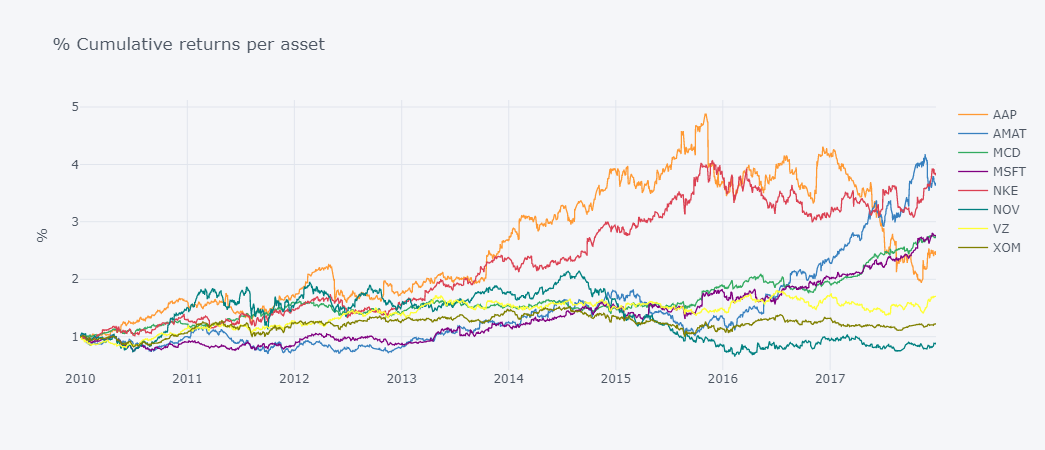 % Cumulative returns per asset
5
4
3
2
1
%
2010
2011
2012
2013
2014
2015
2016
2017
AAP
AMAT
MCD
MSFT
NKE
NOV
VZ
XOM